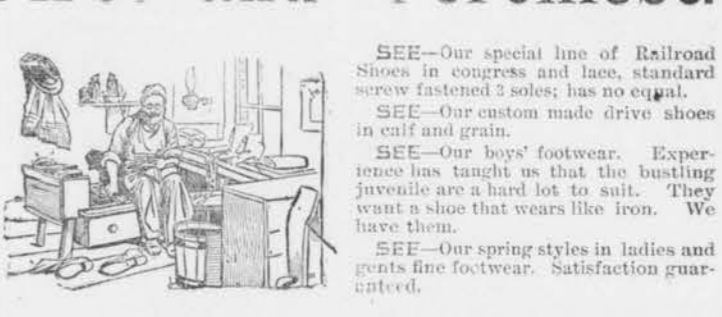 SEE—Our special line of Railroad
Shoes in congress and lace, standard
screw fastened 3 soles; has no equal.
SEE—Our custom made drive shoes
in calf and grain.
SEE—Our boys' footwear. Exper-
ience has taught us that the bustling
juvenile are a hard lot to suit. They
want a shoe that wears like iron. We
have them.
SEE—Our spring styles in ladies and
gents fine footwear. Satisfaction guar-
anteed.